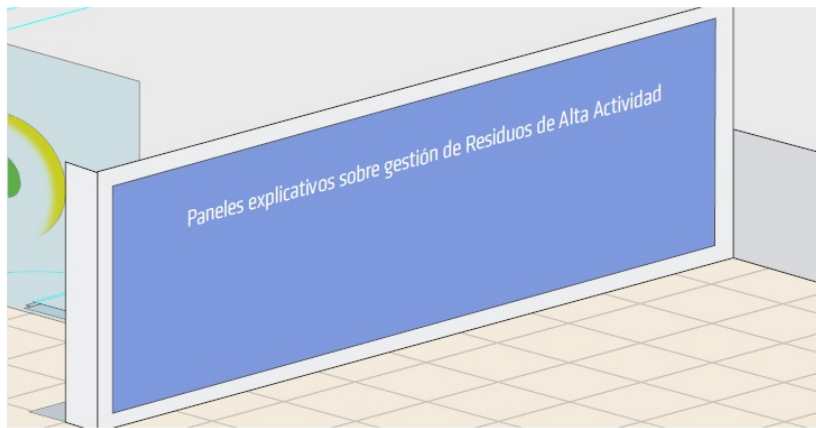 Paneles explicativos sobre gestión de Residuos de Alta Actividad